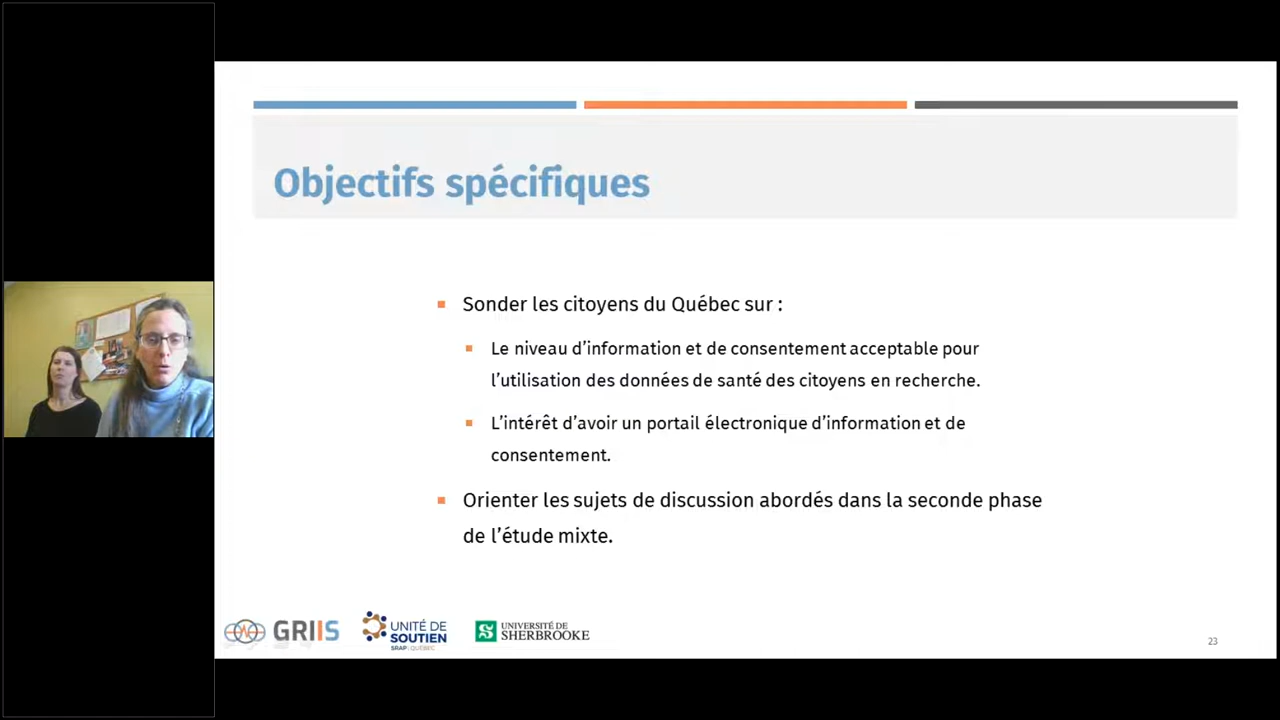 Objectifs spécifiques
Sonder les citoyens du Québec sur :
Le niveau d’information et de consentement acceptable pour
l’utilisation des données de santé des citoyens en recherche.
L’intérêt d’avoir un portail électronique d’information et de
consentement.
Orienter les sujets de discussion abordés dans la seconde phase
de l’étude mixte.
GRIIS
UNITÉ DE
SOUTIEN
SRAP | QUÉBEC
UNIVERSITÉ DE
SHERBROOKE
23